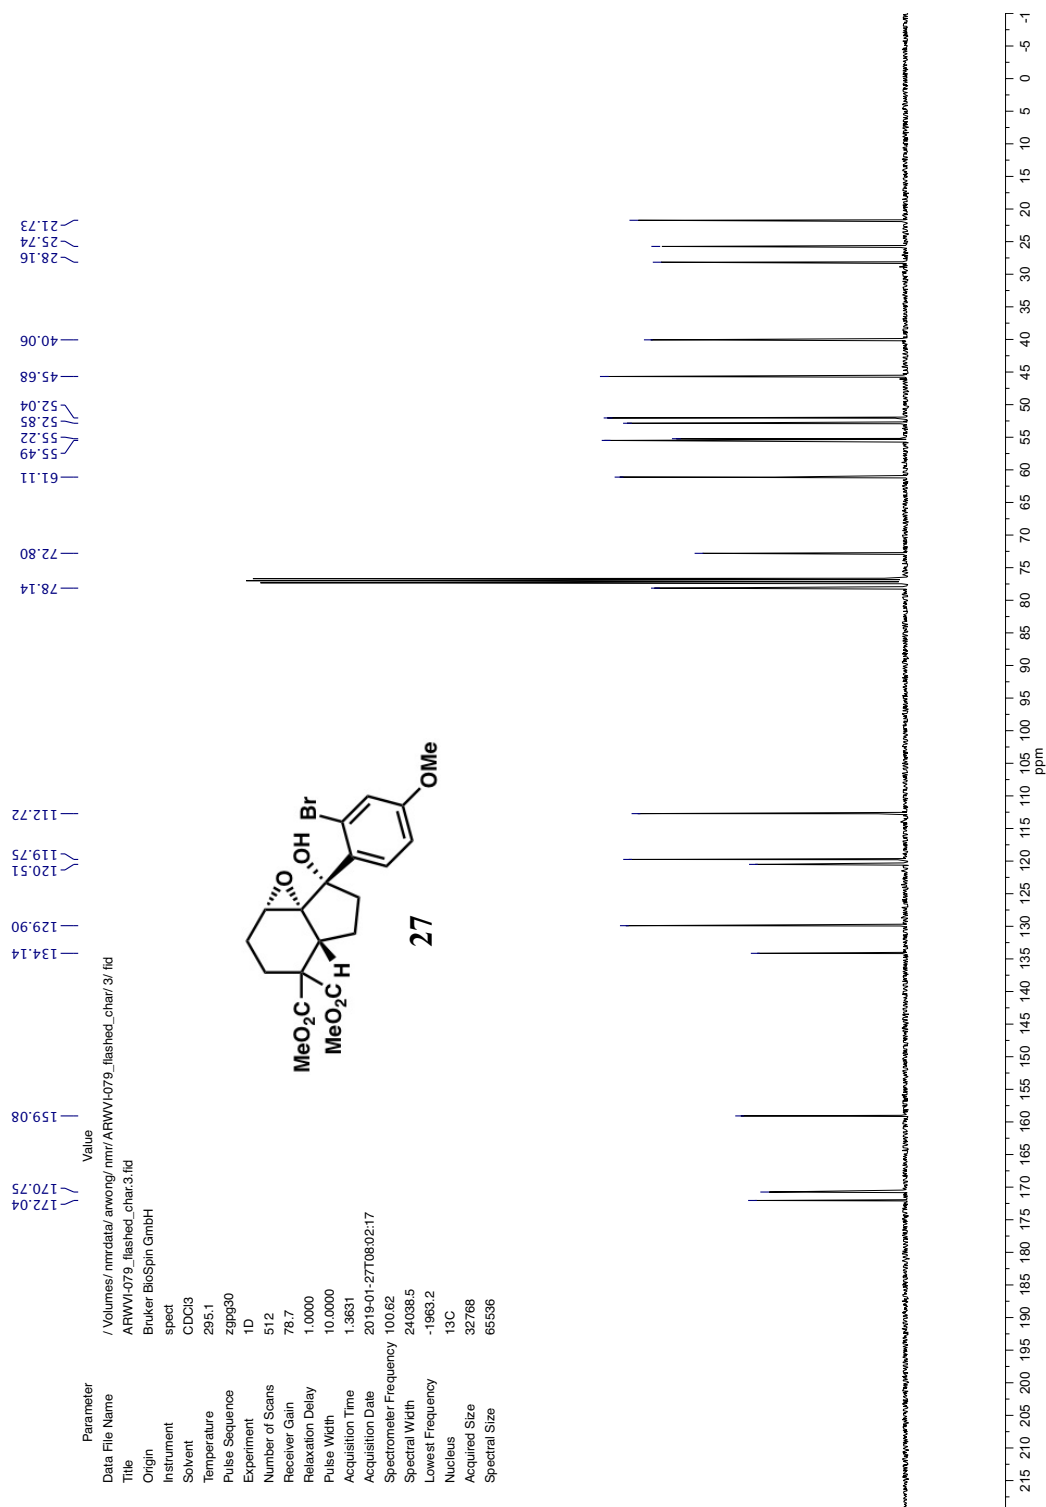 Parameter Value
Data File Name / Volumes/ nmrdata/ arwong/ nmr/ ARWVI-079_flashed_char/ 3/ fid
Title ARWVI-079_flashed_char.3.fid
Origin Bruker BioSpin GmbH
Instrument spect
Solvent CDCl3
Temperature 295.1
Pulse Sequence zgpg30
Experiment 1D
Number of Scans 512
Receiver Gain 78.7
Relaxation Delay 1.0000
Pulse Width 10.0000
Acquisition Time 1.3631
Acquisition Date 2019-01-27T08:02:17
Spectrometer Frequency 100.62
Spectral Width 24038.5
Lowest Frequency -1963.2
Nucleus 13C
Acquired Size 32768
Spectral Size 65536
172.04
170.75
159.08
134.14
129.90
120.51
119.75
112.72
78.14
72.80
61.11
55.49
55.22
52.85
52.04
45.68
40.06
28.16
25.74
21.73
O
OH
Br
MeO2C
MeO2C
H
OMe
27
215 210 205 200 195 190 185 180 175 170 165 160 155 150 145 140 135 130 125 120 115 110 105 100 95 90 85 80 75 70 65 60 55 50 45 40 35 30 25 20 15 10 5 0 -5 -1
ppm